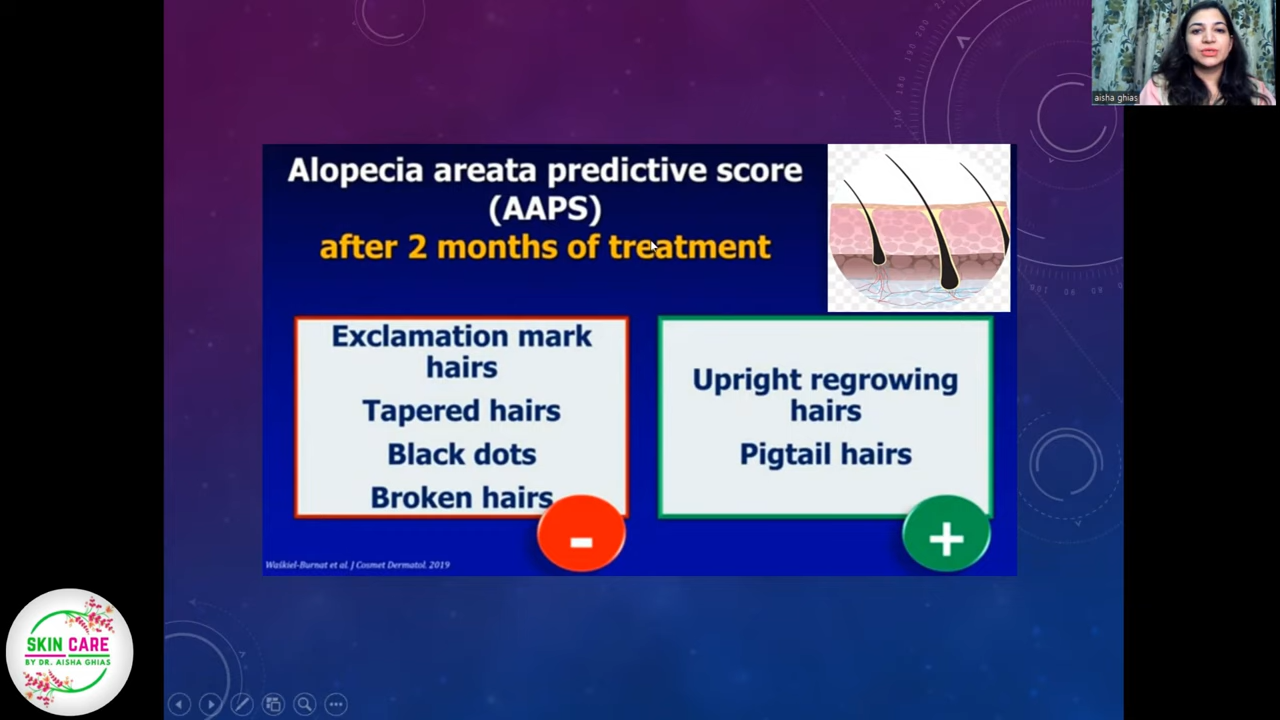 aisha ghias
Alopecia areata predictive score
(AAPS)
after 2 months of treatment
Exclamation mark
hairs
Tapered hairs
Black dots
Broken hairs
-
Upright regrowing
hairs
Pigtail hairs
+
Waśkiel-Burnat et al. J Cosmet Dermatol. 2019
SKIN CARE
BY DR. AISHA GHIAS